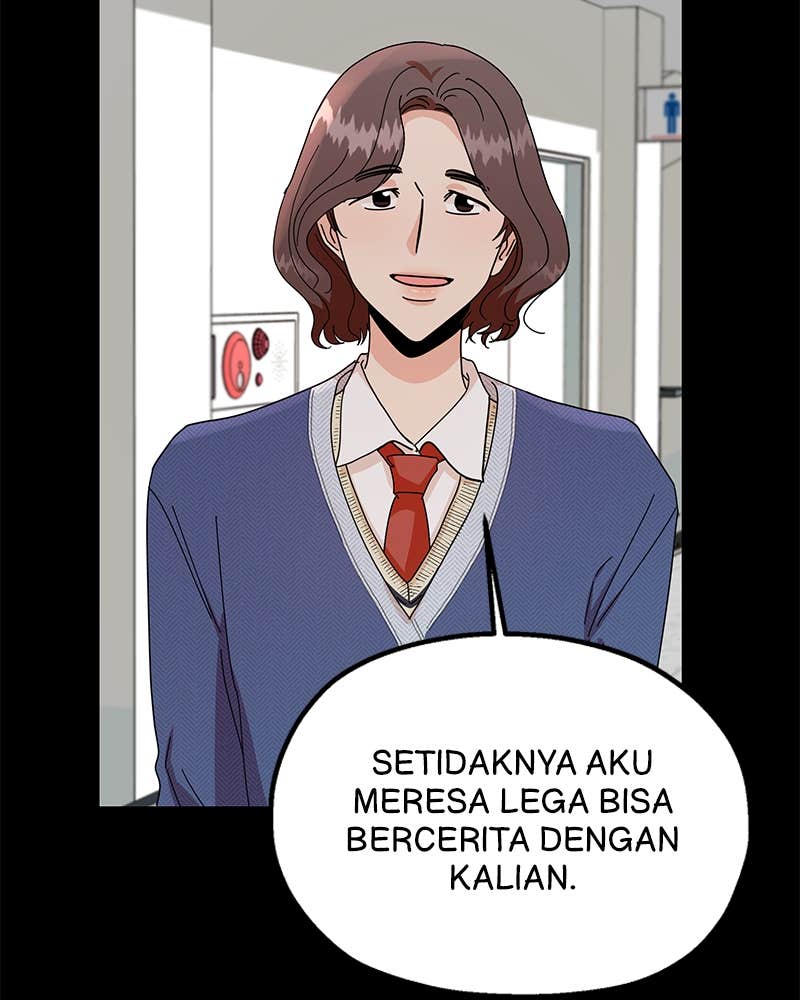 SETIDAKNYA AKU
MERESA LEGA BISA
BERCERITA DENGAN
KALIAN.